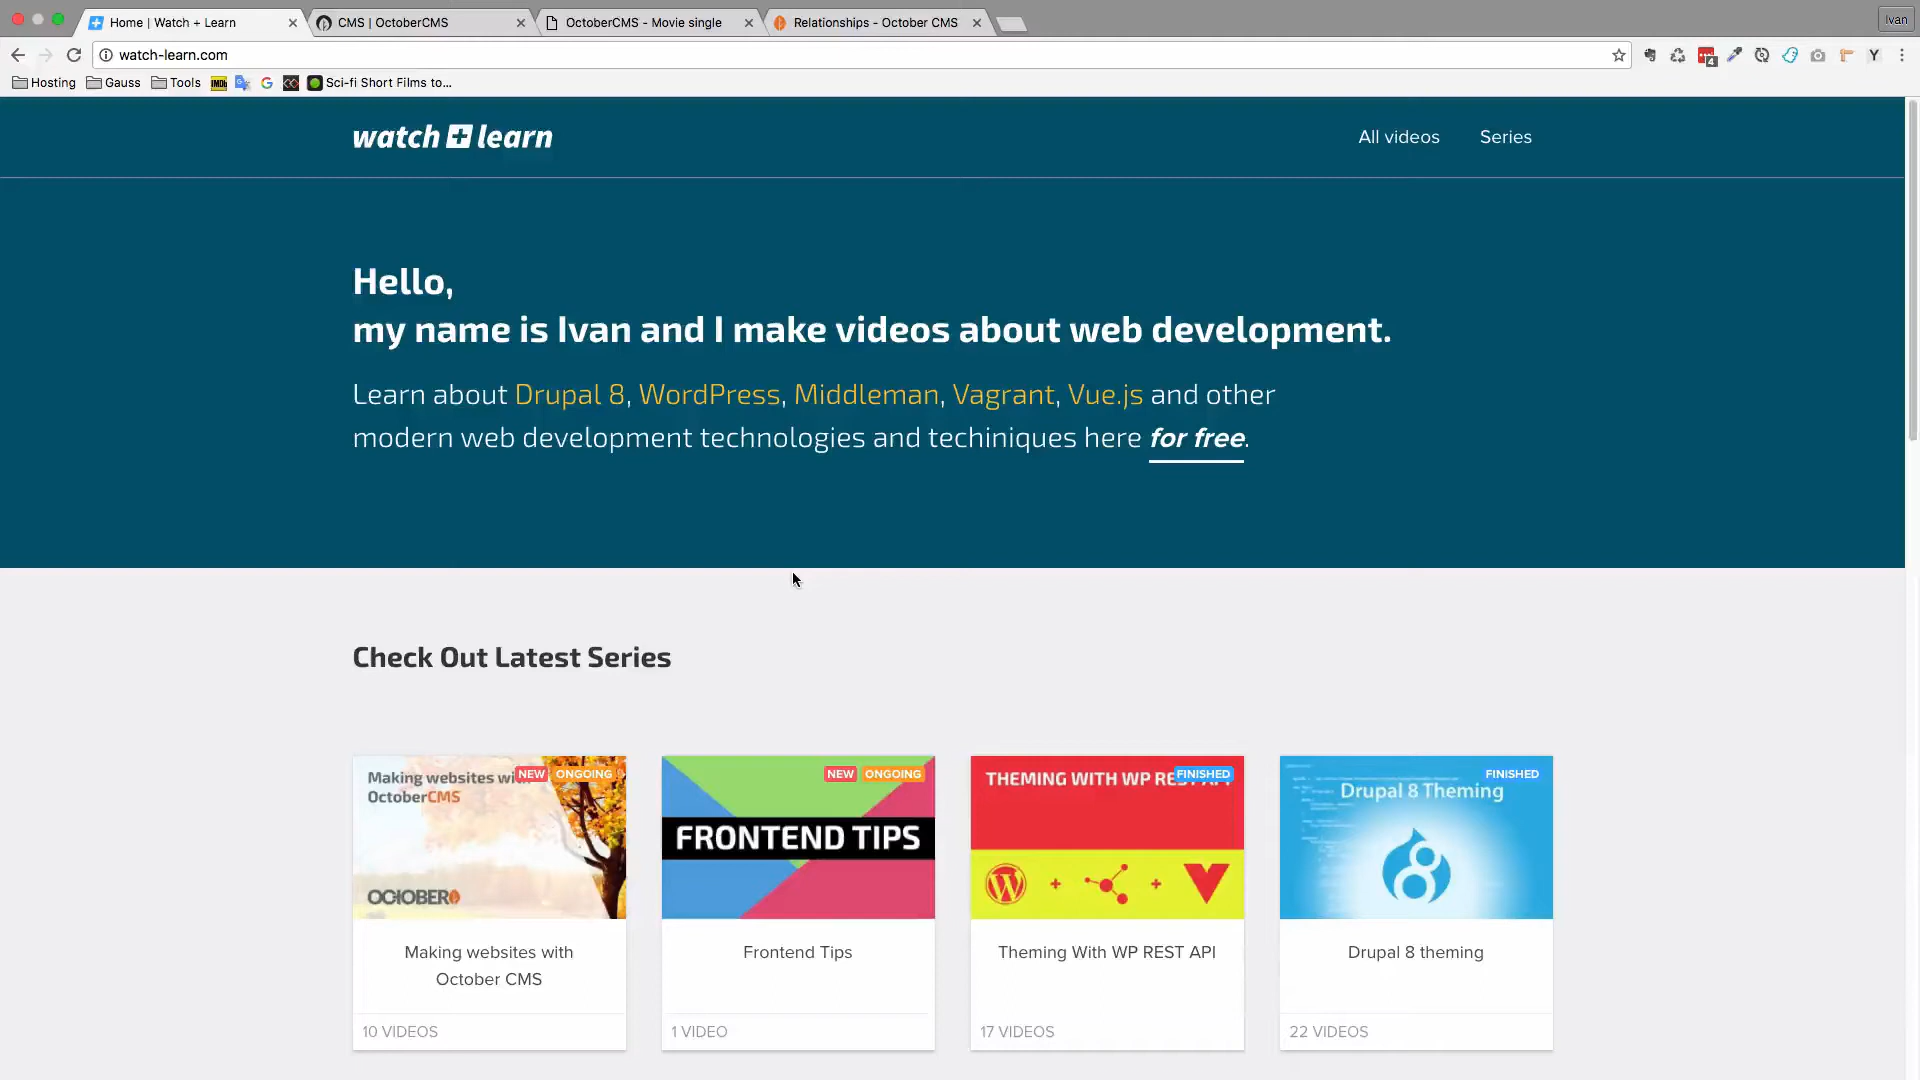 Home | Watch + Learn
CMS | OctoberCMS
OctoberCMS - Movie single
Relationships - October CMS
Ivan
watch-learn.com
4
Y
Hosting
Gauss
Tools
IMDb
G
Sci-fi Short Films to...
watch + learn
All videos
Series
Hello,
my name is Ivan and I make videos about web development.
Learn about Drupal 8, WordPress, Middleman, Vagrant, Vue.js and other
modern web development technologies and techiniques here for free.
Check Out Latest Series
Making websites wi
NEW
ONGOING
OctoberCMS
OCTOBER
Making websites with
October CMS
10 VIDEOS
NEW
ONGOING
FRONTEND TIPS
Frontend Tips
1 VIDEO
THEMING WITH WP REST API
FINISHED
Theming With WP REST API
17 VIDEOS
FINISHED
Drupal 8 Theming
8
Drupal 8 theming
22 VIDEOS